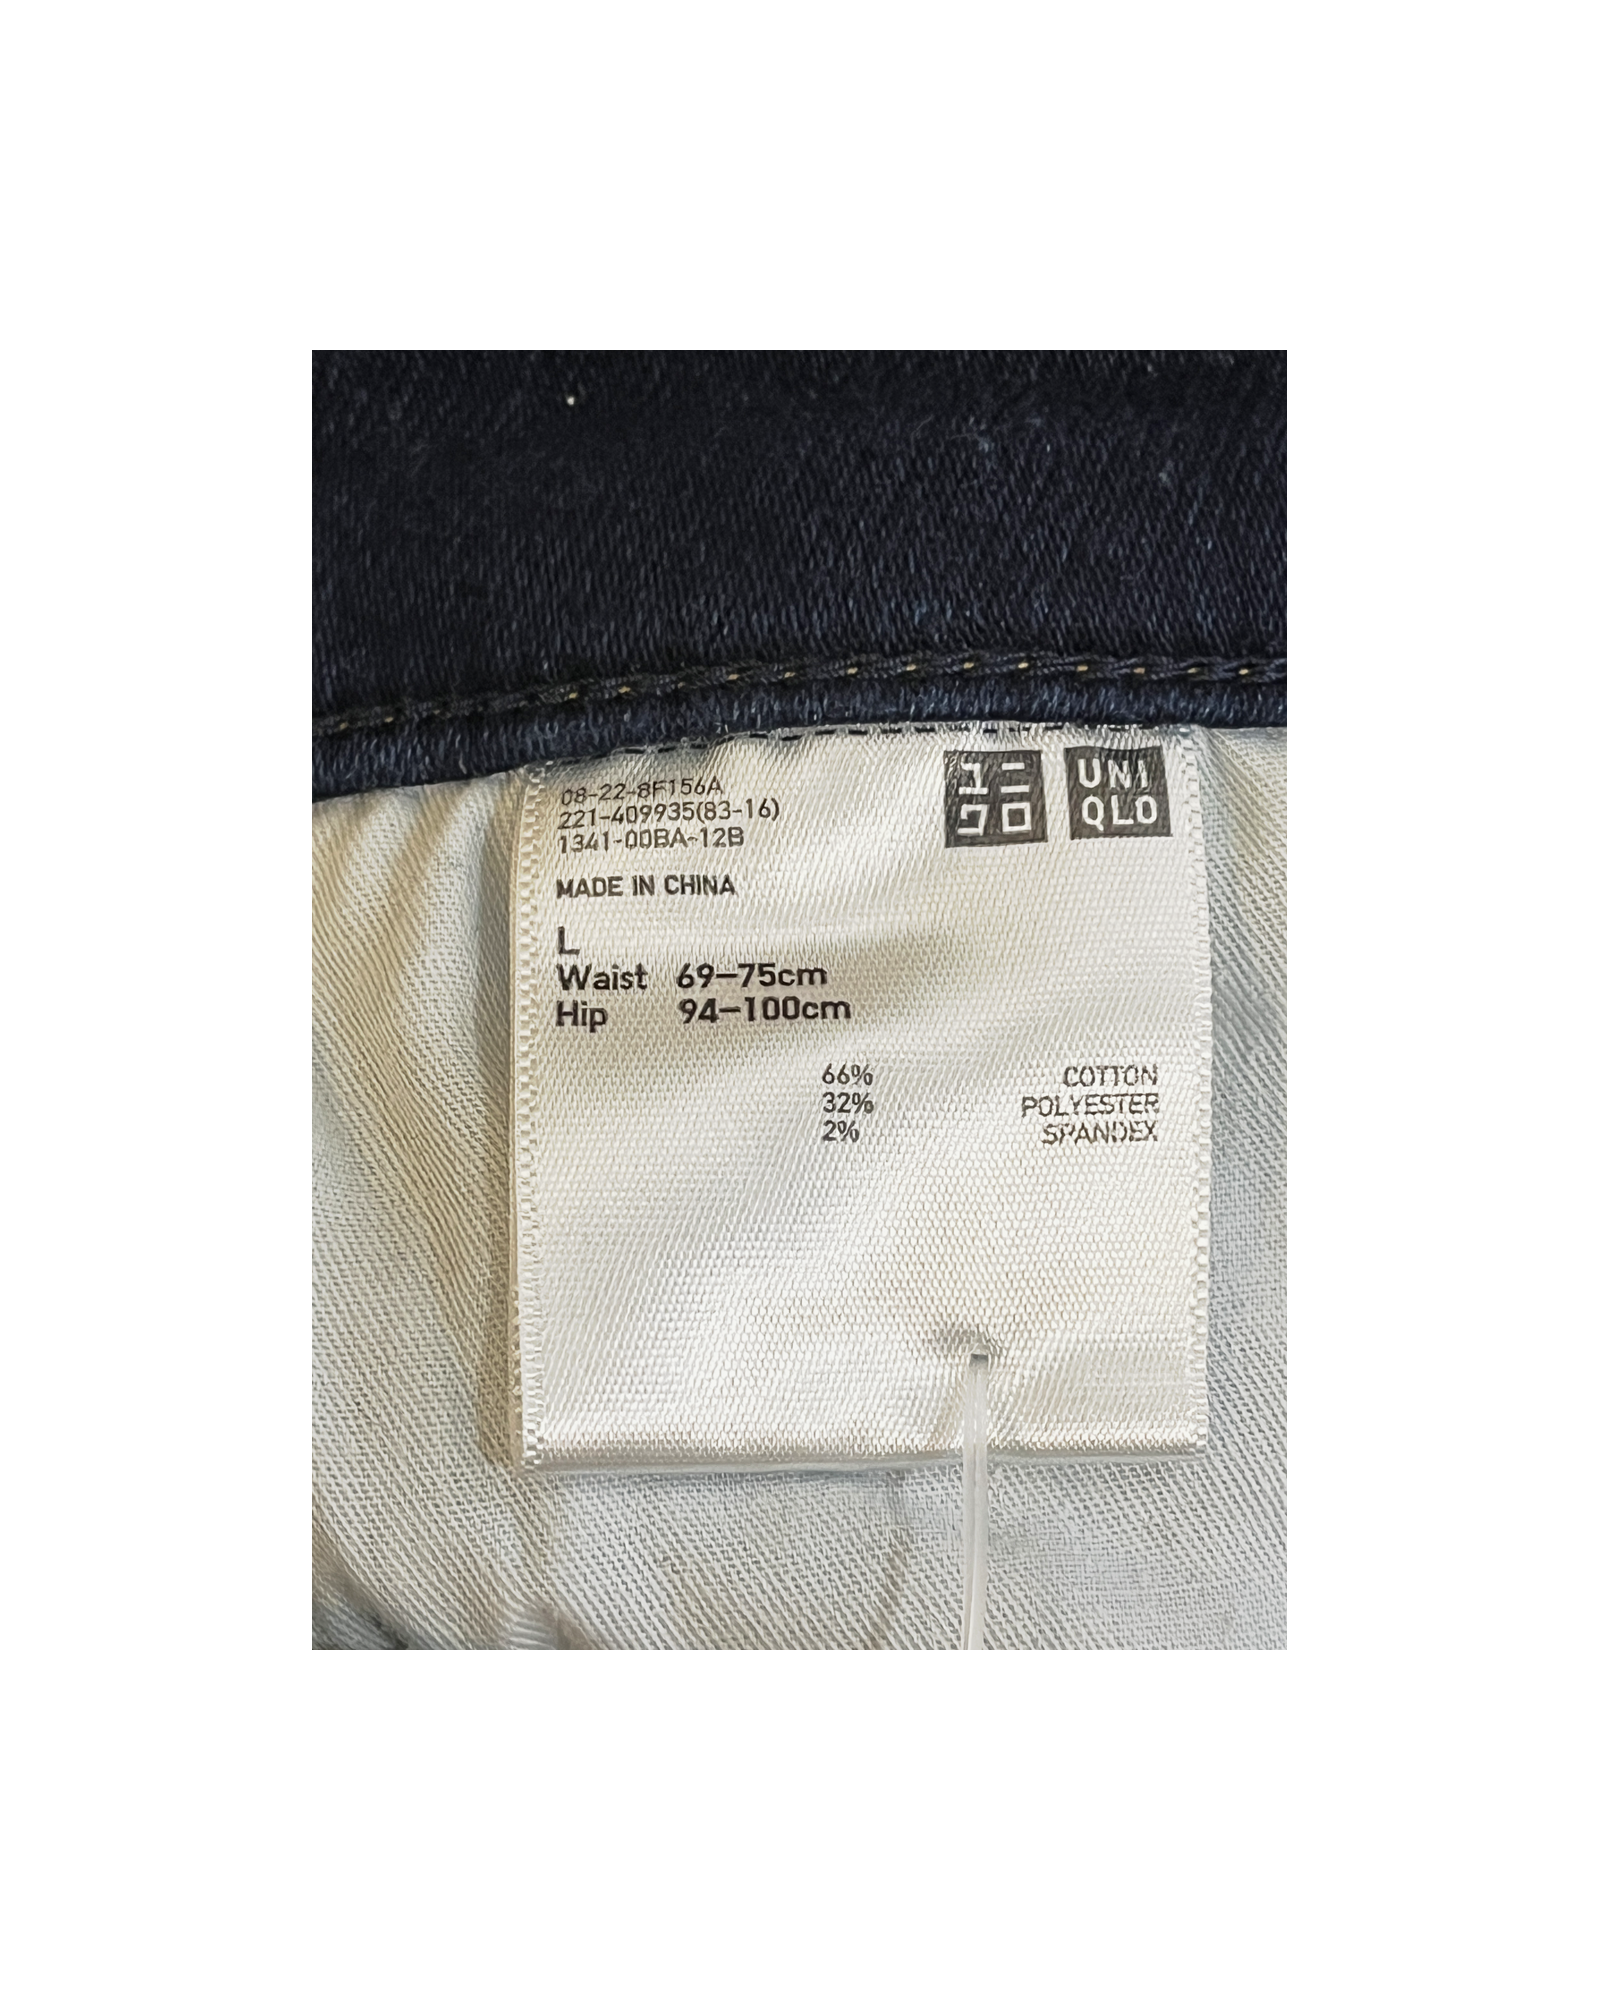 08-22-8F156A
221-409935(83-16)
1341-00BA-12B
ユニ
クロ
UNI
QLO
MADE IN CHINA
L
Waist 69–75cm
Hip 94–100cm
66% COTTON
32% POLYESTER
2% SPANDEX